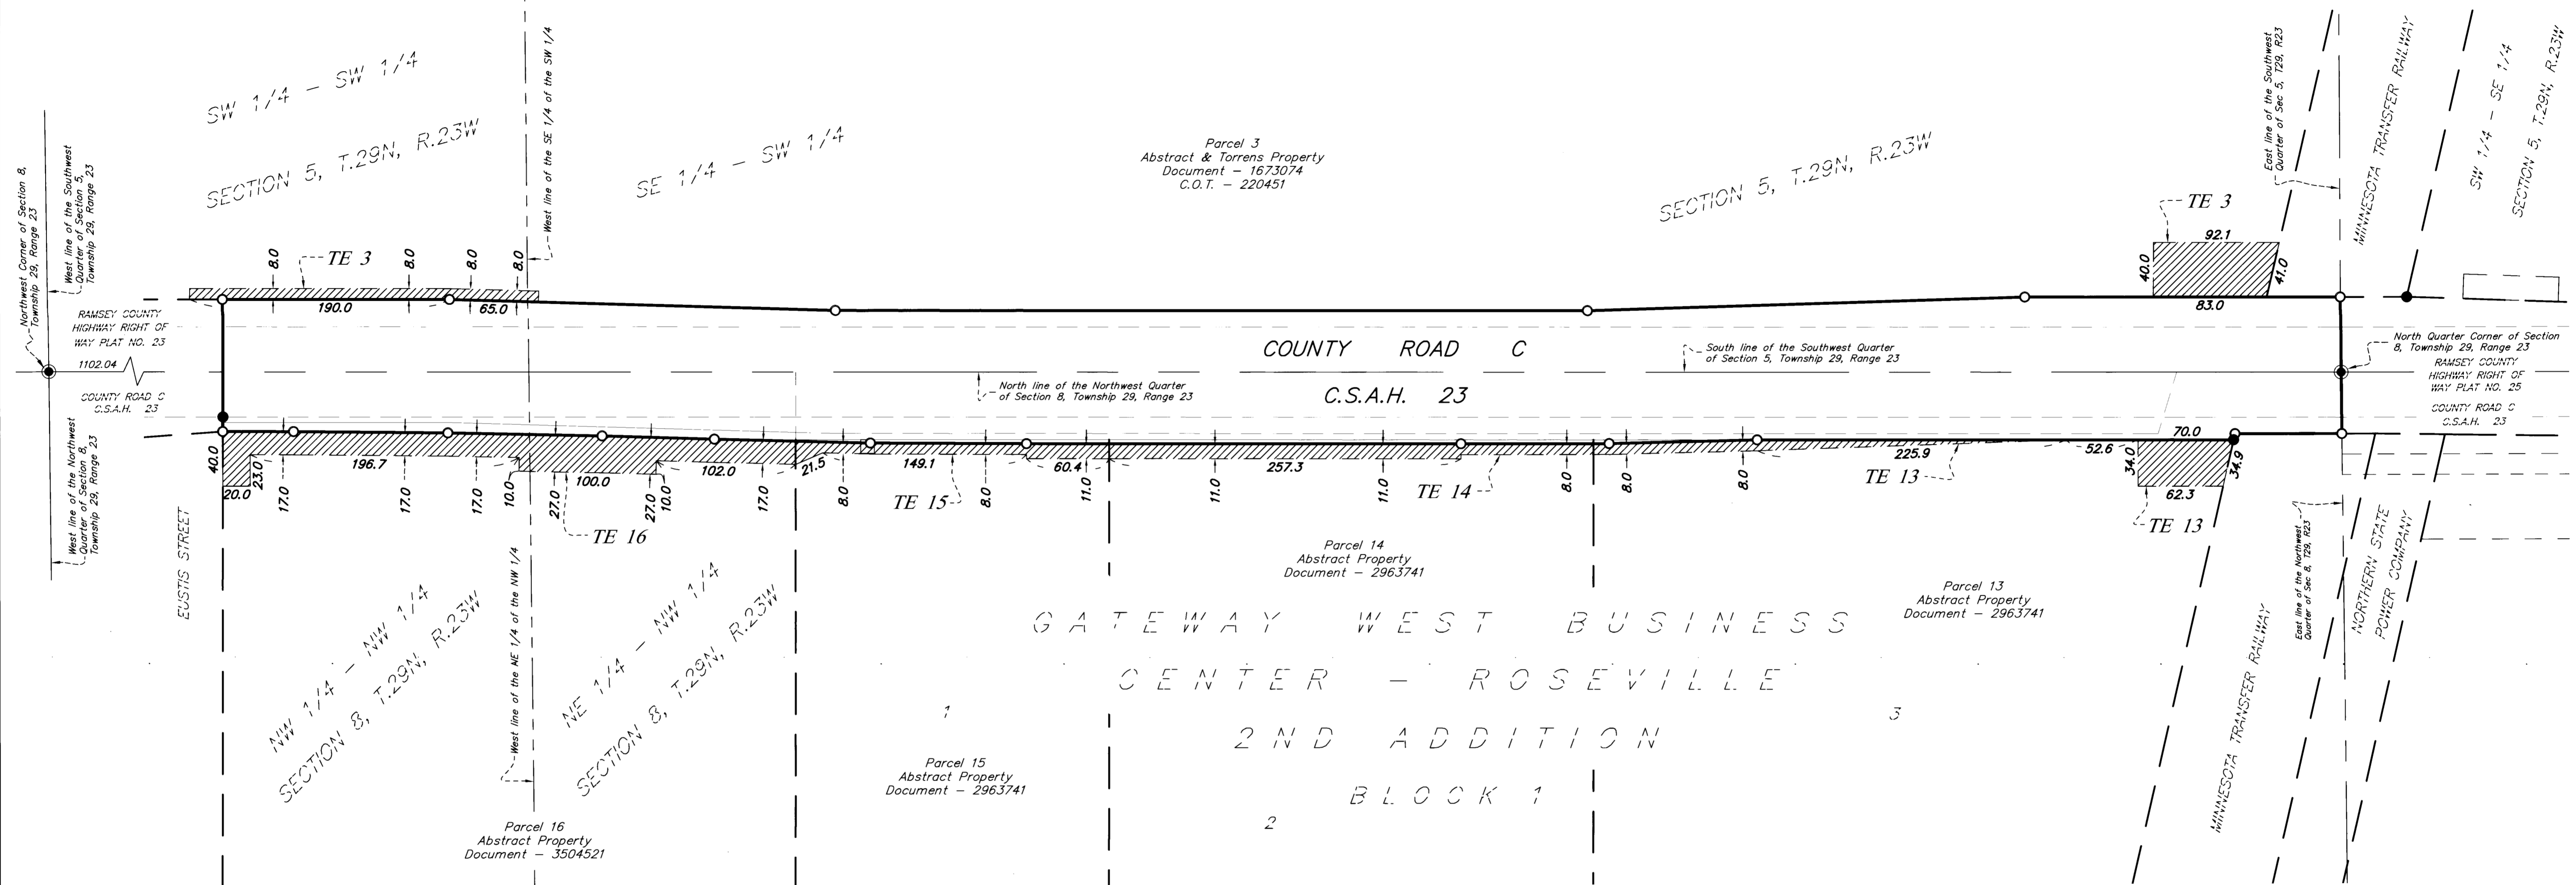 Northwest Corner of Section 8,
Township 29, Range 23
West line of the Southwest
Quarter of Section 5,
Township 29, Range 23
SW 1/4 - SW 1/4
SECTION 5, T.29N, R.23W
West line of the SE 1/4 of the SW 1/4
SE 1/4 - SW 1/4
Parcel 3
Abstract & Torrens Property
Document - 1673074
C.O.T. - 220451
SECTION 5, T.29N, R.23W
East line of the Southwest
Quarter of Sec 5, T29, R23
MINNESOTA TRANSFER RAILWAY
SW 1/4 - SE 1/4
SECTION 5, T.29N, R.23W
8.0
TE 3
8.0
8.0
8.0
190.0
65.0
TE 3
92.1
40.0
41.0
83.0
RAMSEY COUNTY
HIGHWAY RIGHT OF
WAY PLAT NO. 23
1102.04
COUNTY ROAD C
C.S.A.H. 23
West line of the Northwest
Quarter of Section 8,
Township 29, Range 23
COUNTY ROAD C
C.S.A.H. 23
North line of the Northwest Quarter
of Section 8, Township 29, Range 23
South line of the Southwest Quarter
of Section 5, Township 29, Range 23
North Quarter Corner of Section
8, Township 29, Range 23
RAMSEY COUNTY
HIGHWAY RIGHT OF
WAY PLAT NO. 25
COUNTY ROAD C
C.S.A.H. 23
40.0
20.0
23.0
17.0
196.7
17.0
17.0
10.0
27.0
100.0
27.0
10.0
102.0
17.0
21.5
8.0
149.1
8.0
60.4
11.0
11.0
257.3
11.0
8.0
8.0
8.0
225.9
52.6
34.0
70.0
34.9
62.3
TE 16
TE 15
TE 14
TE 13
TE 13
EUSTIS STREET
NW 1/4 - NW 1/4
SECTION 8, T.29N, R.23W
West line of the NE 1/4 of the NW 1/4
NE 1/4 - NW 1/4
SECTION 8, T.29N, R.23W
Parcel 14
Abstract Property
Document - 2963741
Parcel 13
Abstract Property
Document - 2963741
GATEWAY WEST BUSINESS
CENTER - ROSEVILLE
2ND ADDITION
BLOCK 1
1
2
3
Parcel 15
Abstract Property
Document - 2963741
Parcel 16
Abstract Property
Document - 3504521
MINNESOTA TRANSFER RAILWAY
East line of the Northwest
Quarter of Sec 8, T29, R23
NORTHERN STATE
POWER COMPANY